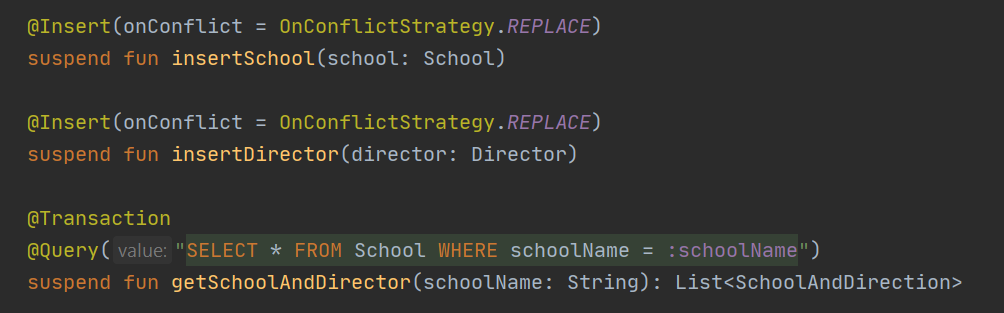 @Insert(onConflict = OnConflictStrategy.REPLACE)
suspend fun insertSchool(school: School)
@Insert(onConflict = OnConflictStrategy.REPLACE)
suspend fun insertDirector(director: Director)
@Transaction
@Query( value: "SELECT * FROM School WHERE schoolName = :schoolName")
suspend fun getSchoolAndDirector(schoolName: String): List<SchoolAndDirection>